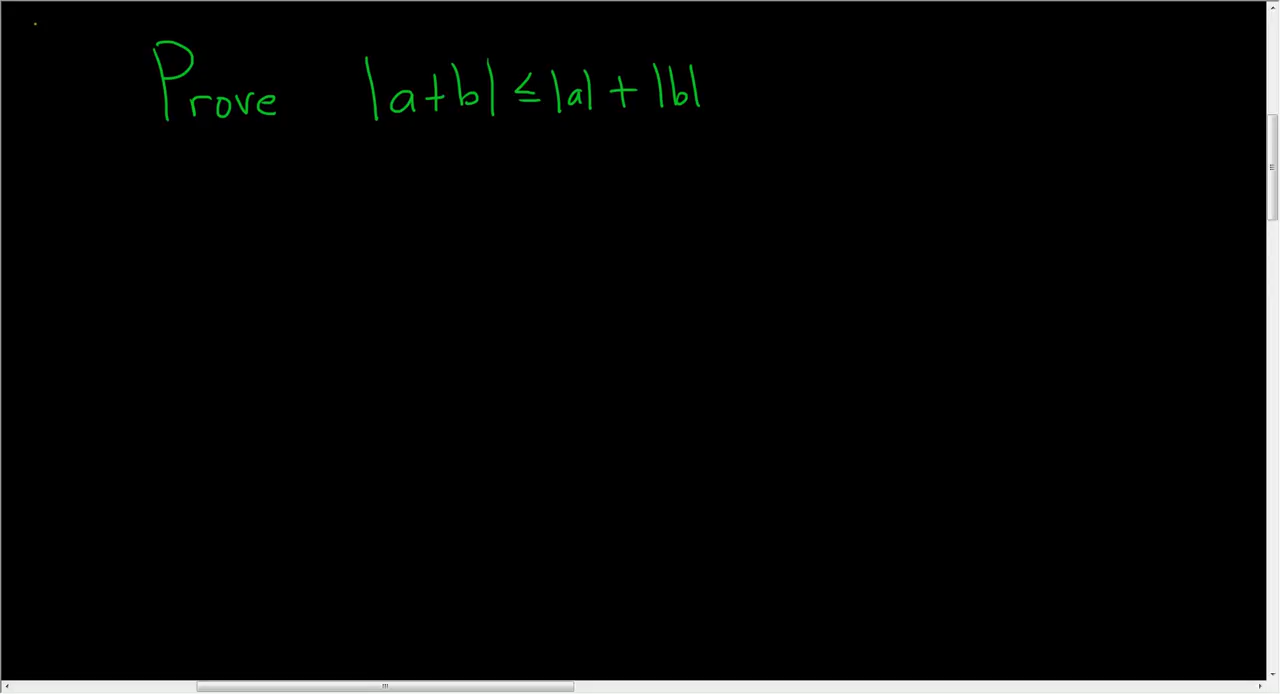 Prove |a+b| ≤ |a| + |b|